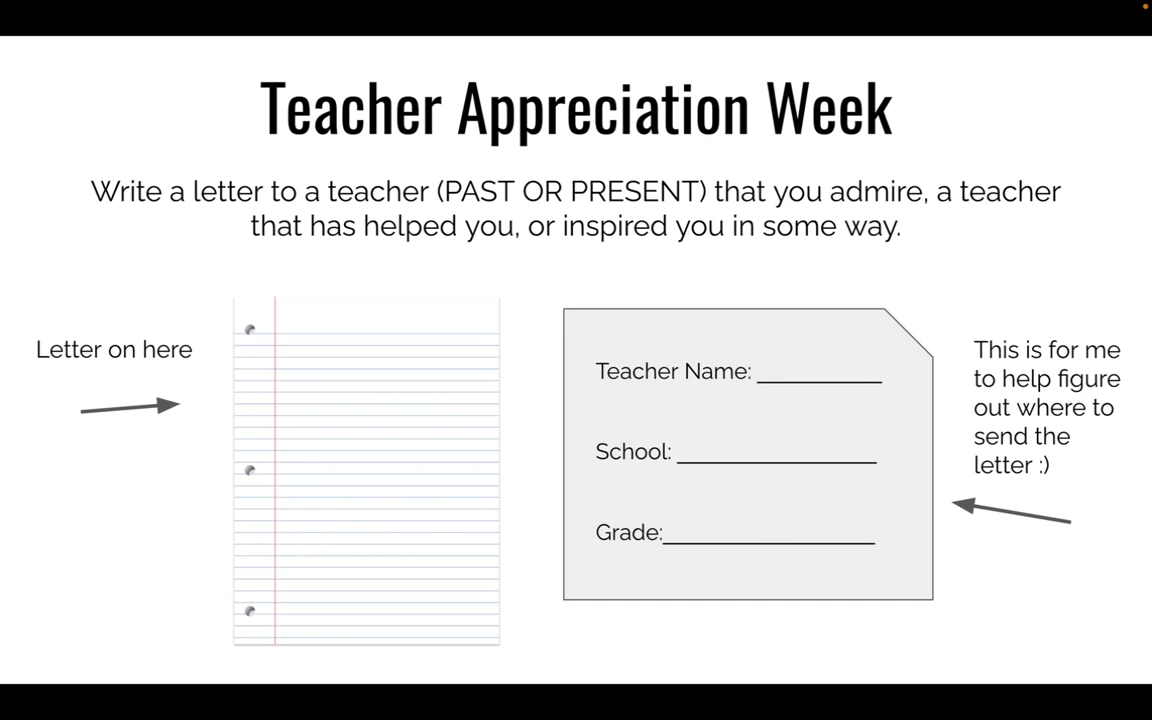 Teacher Appreciation Week
Write a letter to a teacher (PAST OR PRESENT) that you admire, a teacher
that has helped you, or inspired you in some way.
Letter on here
Teacher Name: __________
School: ________________
Grade:_________________
This is for me
to help figure
out where to
send the
letter :)